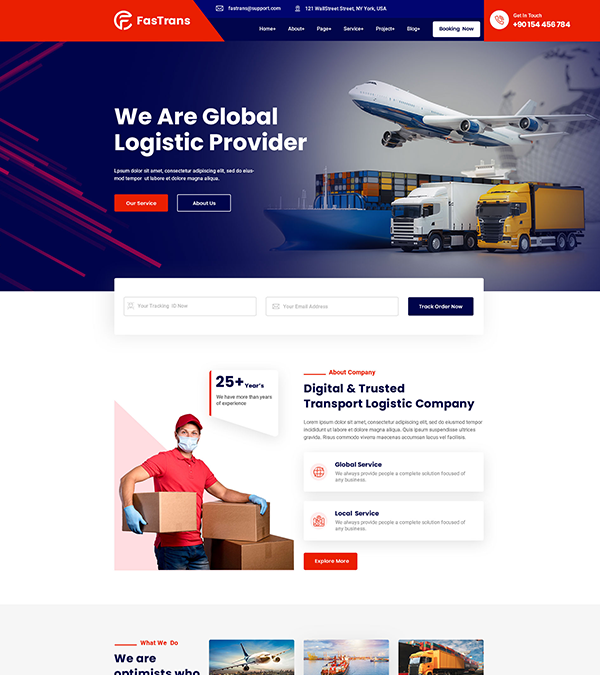 FasTrans
fastrans@support.com
121 WallStreet Street, NY York, USA
Get In Touch
+90 154 456 784
Home+ About+ Page+ Service+ Project+ Blog+
Booking Now
We Are Global
Logistic Provider
Lpsum dolor sit amet, consectetur adipiscing elit, sed do eius-
mod tempor ut labore et dolore magna aliqua.
Our Service
About Us
Your Tracking ID Now
Your Email Address
Track Order Now
25+ Year's
We have more than years
of experience
About Company
Digital & Trusted
Transport Logistic Company
Lorem ipsum dolor sit amet, consectetur adipiscing elit, sed do eiusmod tempor
incididunt ut labore et dolore magna aliqua. Quis ipsum suspendisse ultrices
gravida. Risus commodo viverra maecenas accumsan lacus vel facilisis.
Global Service
We always provide people a complete solution focused of
any business.
Local Service
We always provide people a complete solution focused of
any business.
Explore More
What We Do
We are
optimists who